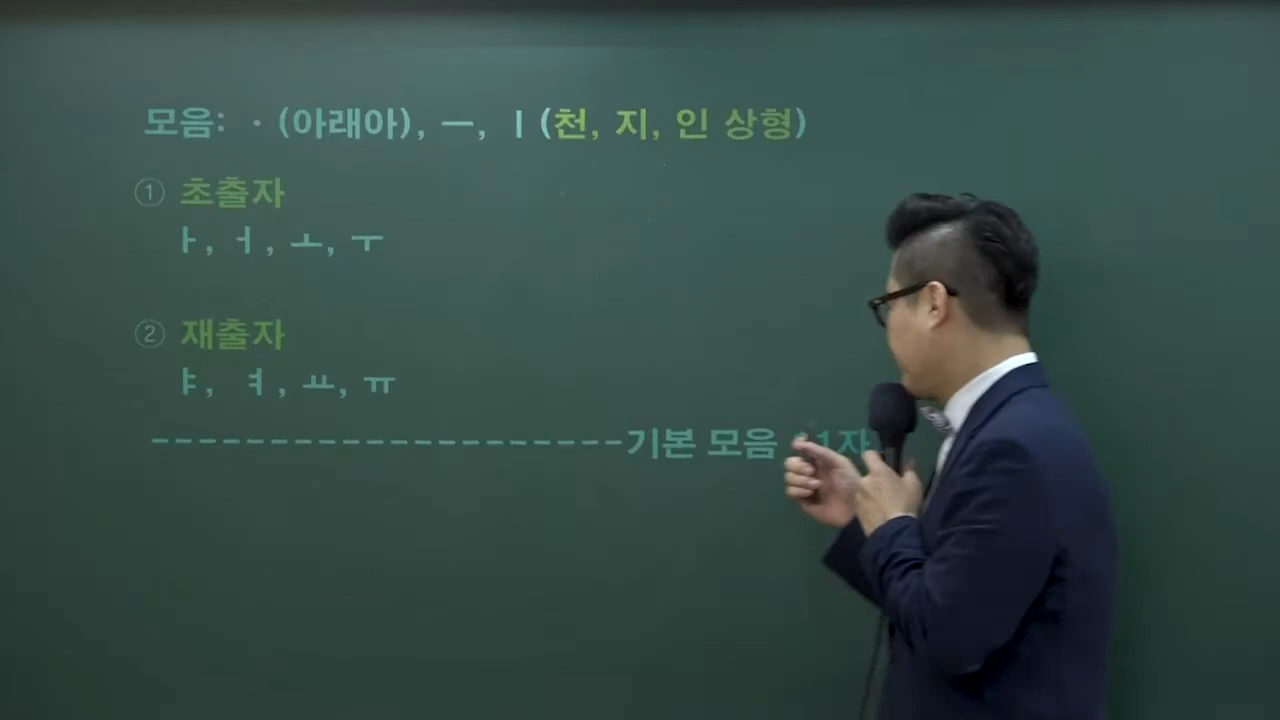 모음: ㆍ (아래아), ㅡ, ㅣ (천, 지, 인 상형)
① 초출자
ㅏ, ㅓ, ㅗ, ㅜ
② 재출자
ㅑ, ㅕ, ㅛ, ㅠ
--------------------기본 모음 자